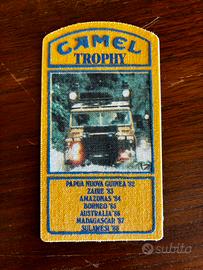 CAMEL
TROPHY
PAPUA NUOVA GUINEA '82
ZAIRE '83
AMAZONAS '84
BORNEO '85
AUSTRALIA '86
MADAGASCAR '87
SULAWESI '88
subito